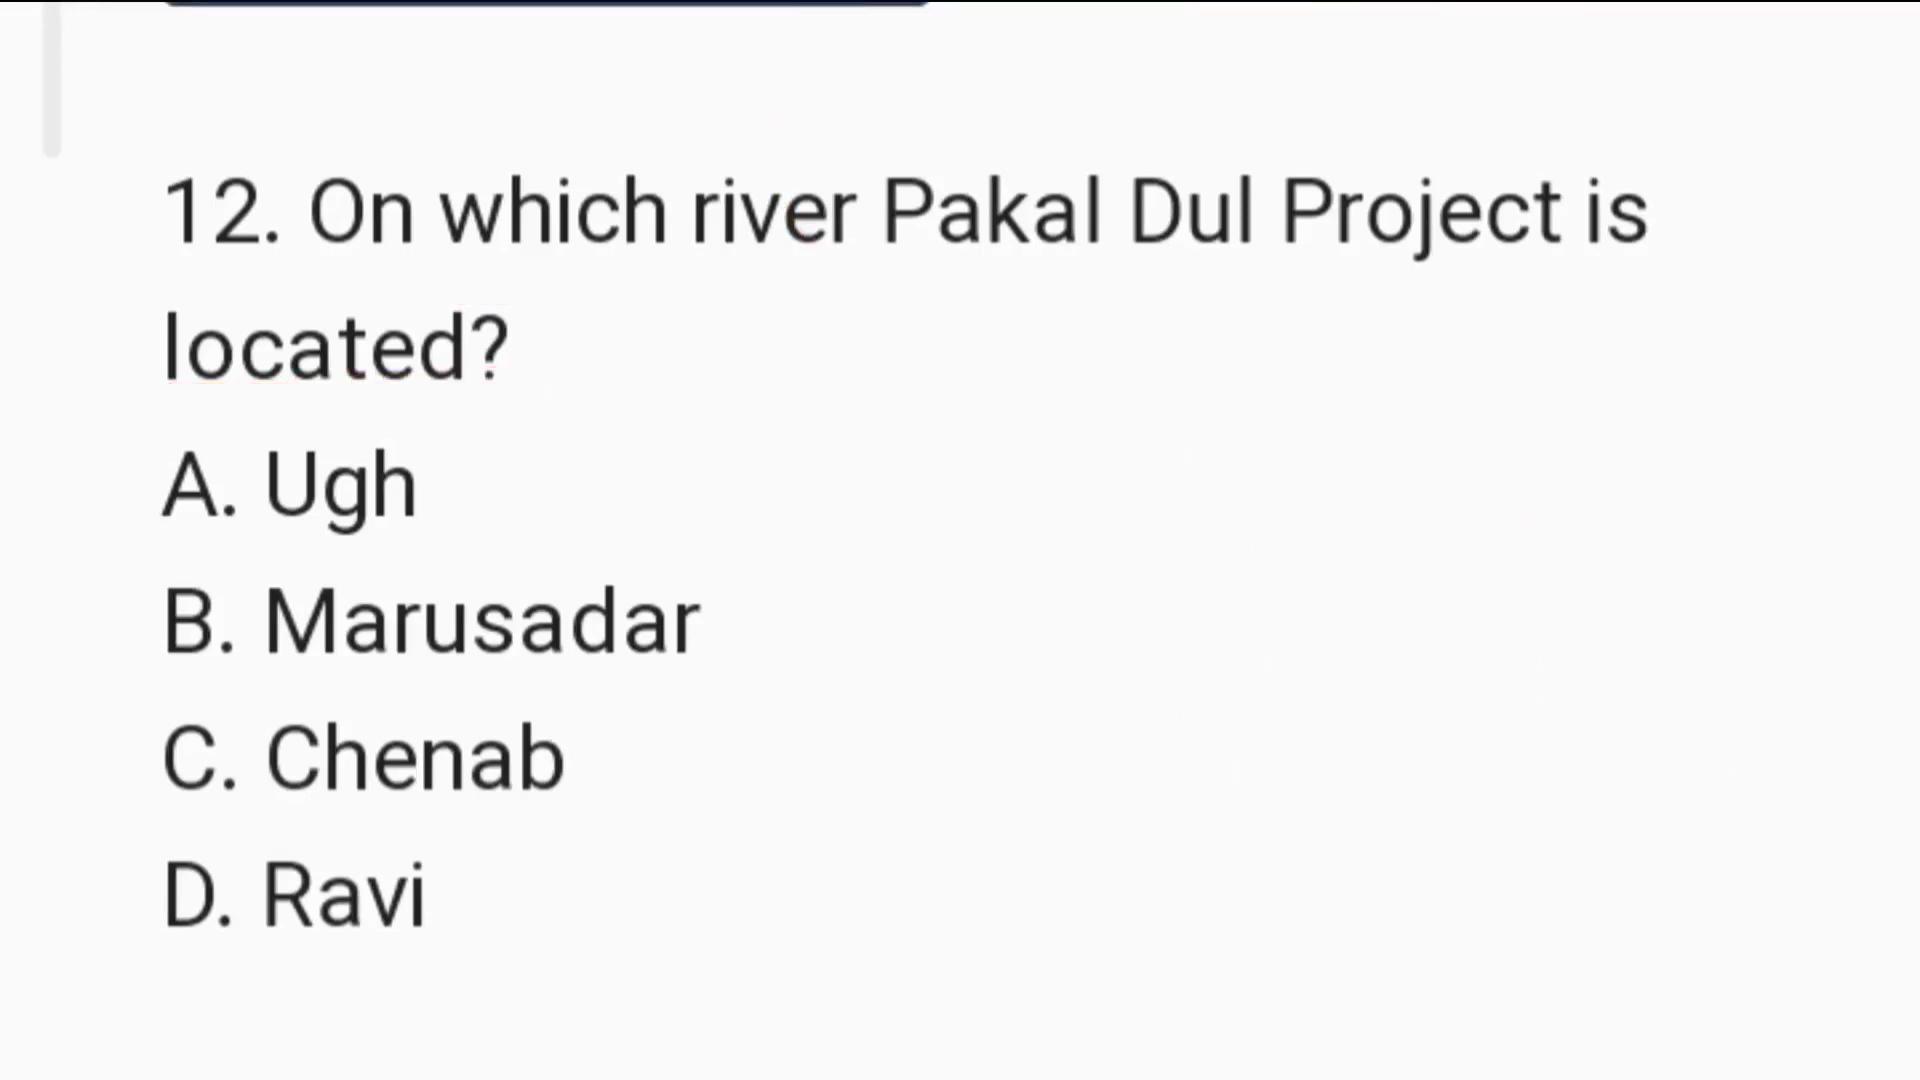 12. On which river Pakal Dul Project is
located?
A. Ugh
B. Marusadar
C. Chenab
D. Ravi